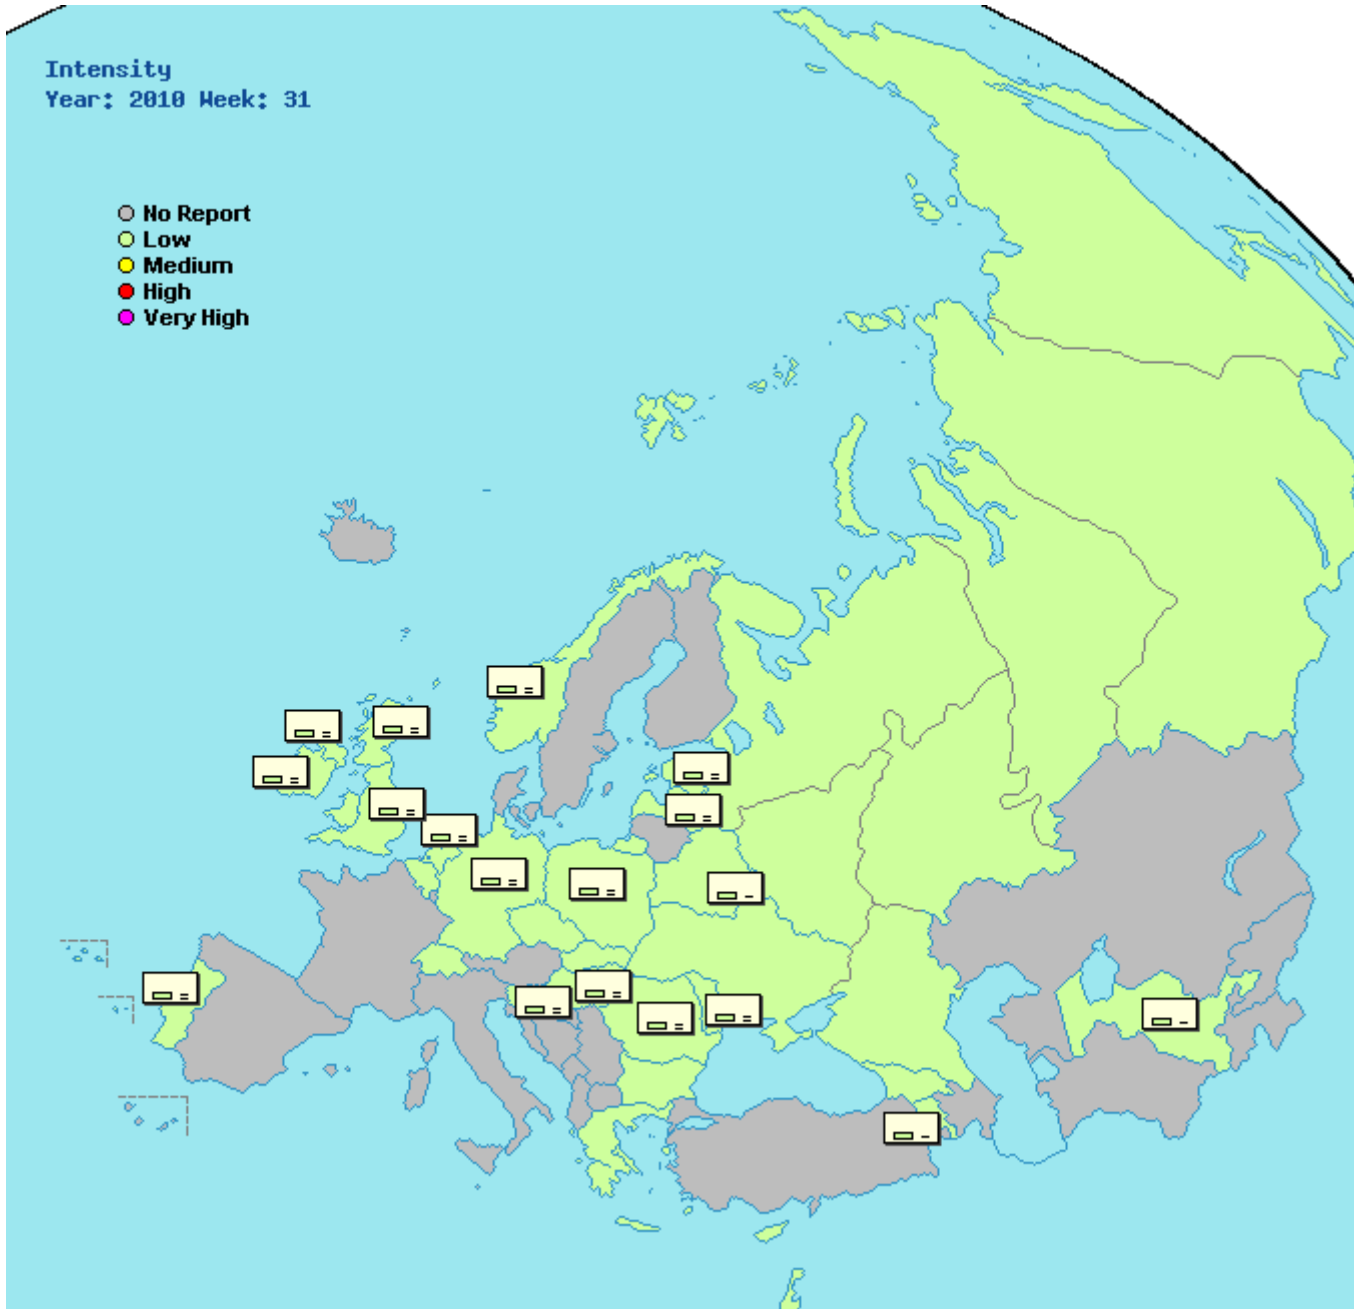 Intensity
Year: 2010 Week: 31
No Report
Low
Medium
High
Very High